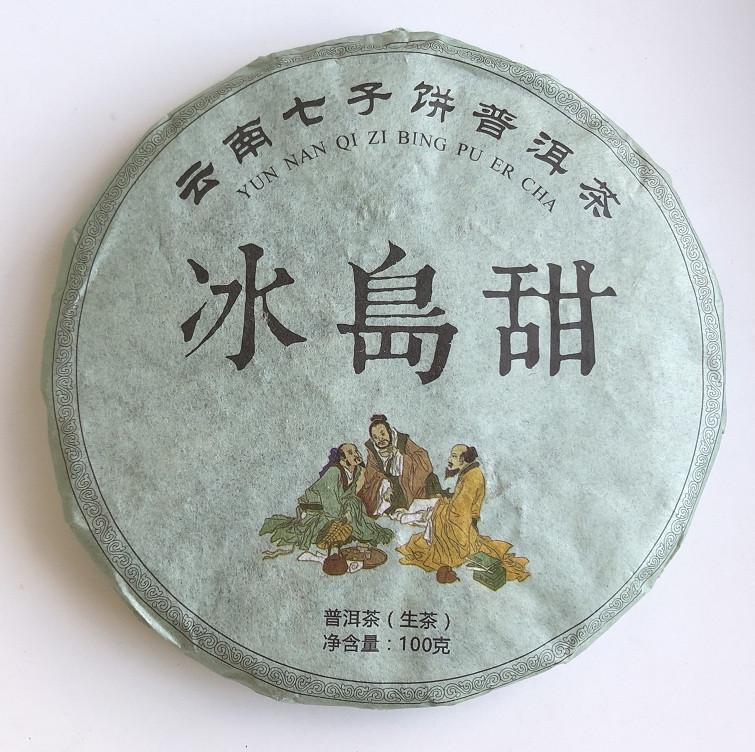 云南七子饼普洱茶
YUN NAN QI ZI BING PU ER CHA
冰島甜
普洱茶（生茶）
净含量：100克